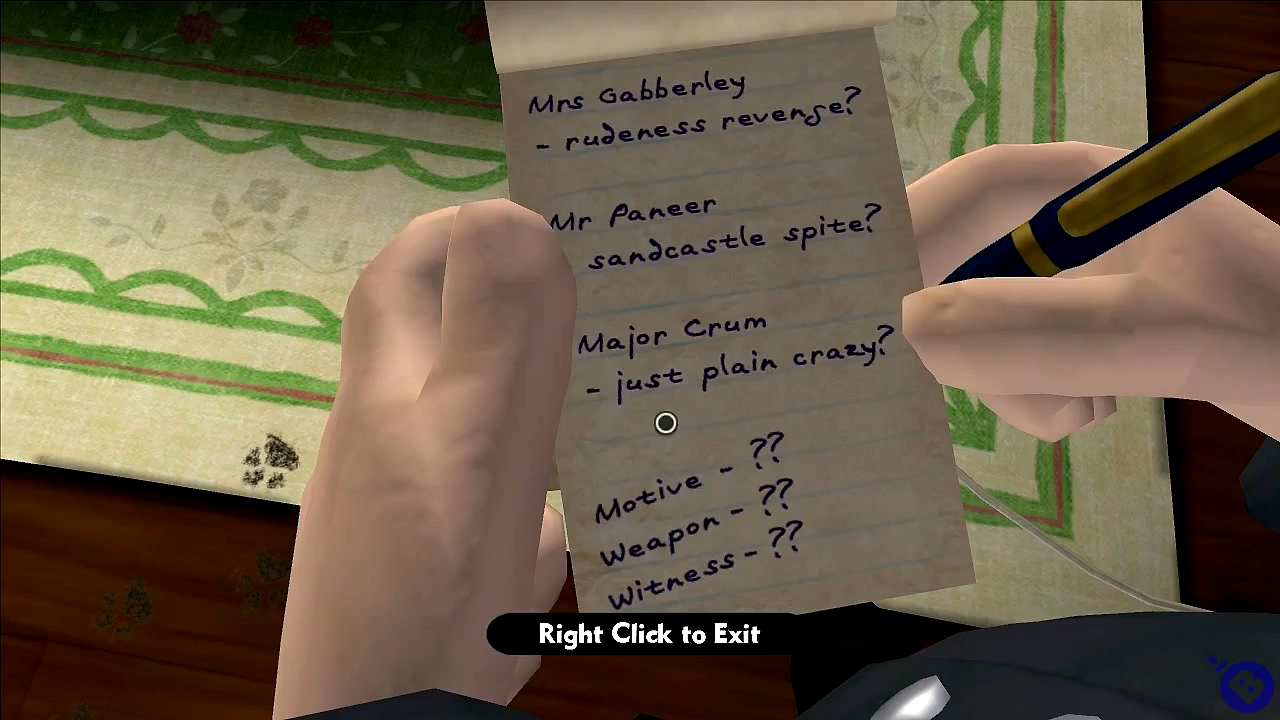 Mrs Gabberley
- rudeness revenge?
Mr Paneer
sandcastle spite?
Major Crum
- just plain crazy?
Motive - ??
Weapon - ??
Witness - ??
Right Click to Exit